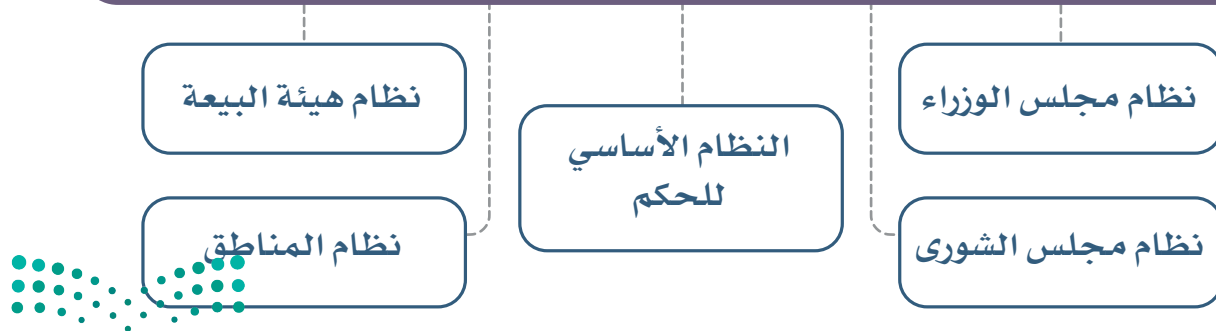 نظام مجلس الوزراء
نظام هيئة البيعة
النظام الأساسي
للحكم
نظام مجلس الشورى
نظام المناطق